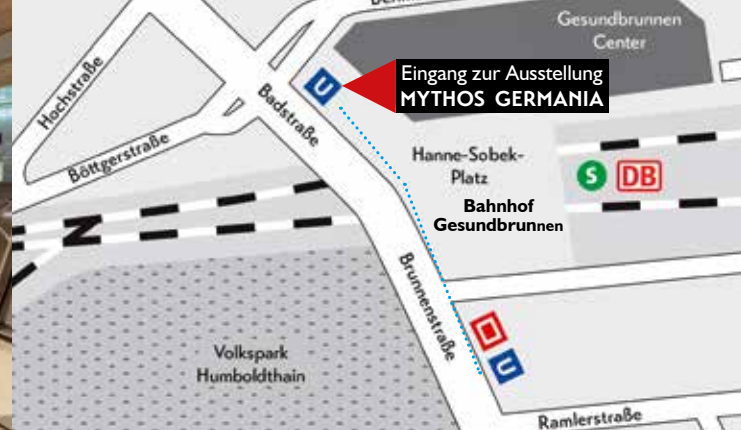 Gesundbrunnen
Center
Hochstraße
U
Eingang zur Ausstellung
MYTHOS GERMANIA
Badstraße
Böttgerstraße
Hanne-Sobek-
Platz
S
DB
Bahnhof
Gesundbrunnen
Brunnenstraße
Volkspark
Humboldthain
U
Ramlerstraße